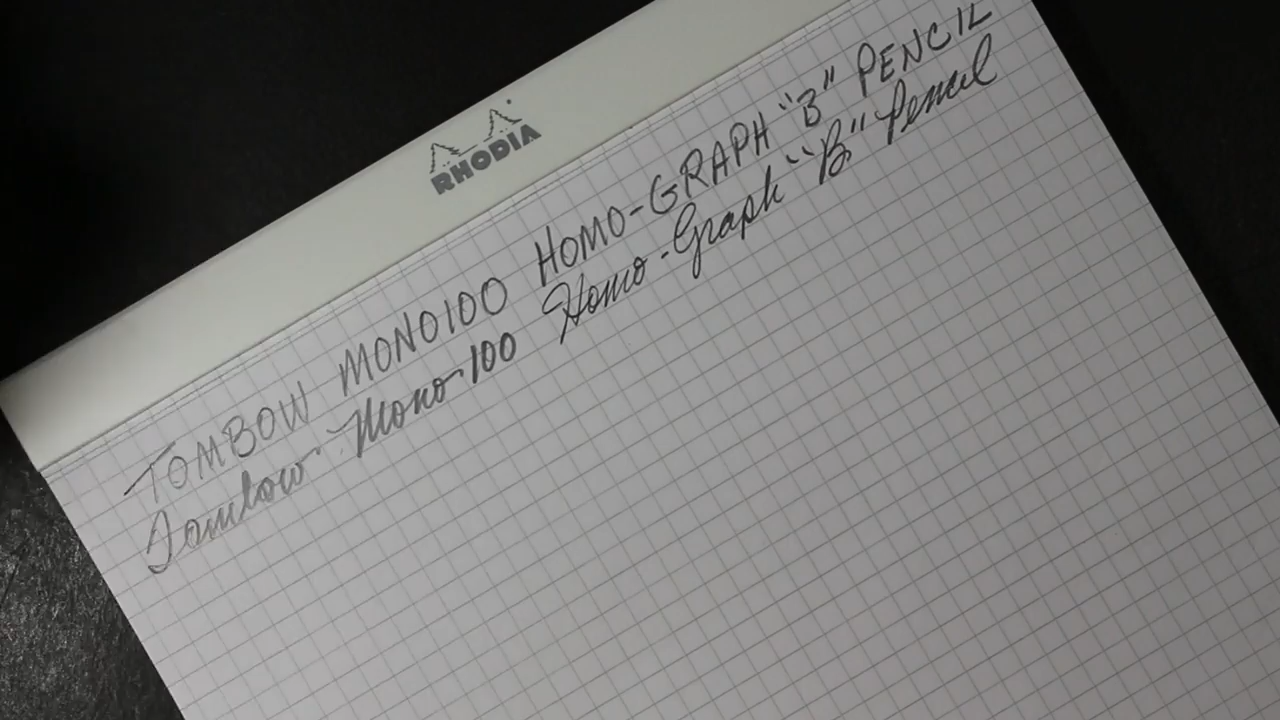 RHODIA
TOMBOW MONO100 HOMO-GRAPH "B" PENCIL
Tombow Mono 100 Homo-Graph "B" Pencil